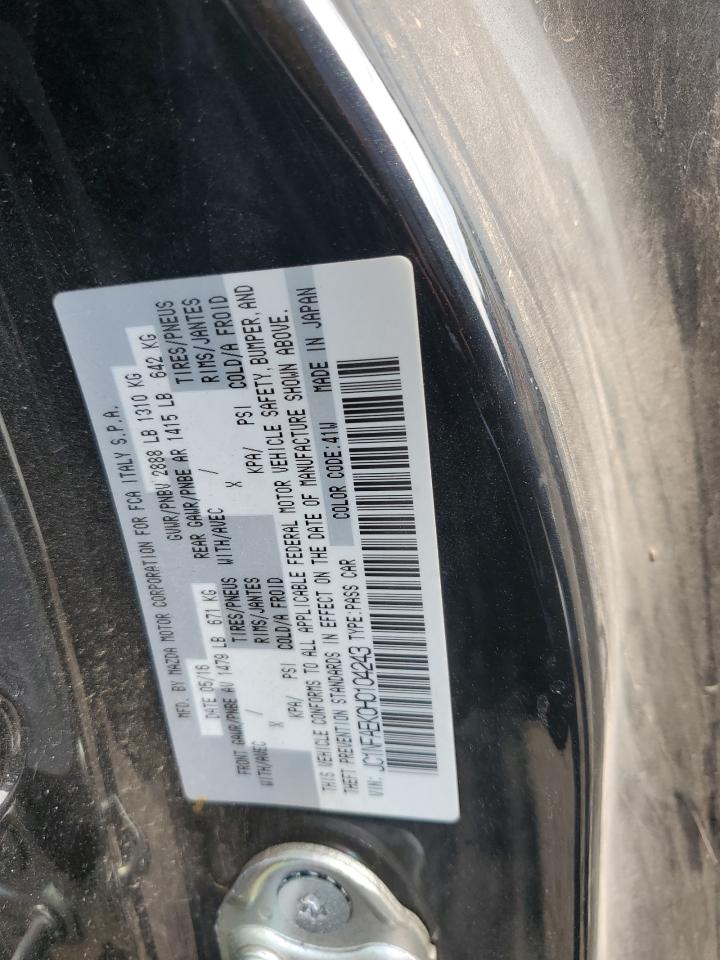 MFD. BY MAZDA MOTOR CORPORATION FOR FCA ITALY S.P.A.
DATE 05/16 GVWR/PNBV 2888 LB 1310 KG
FRONT GAWR/PNBE AV 1479 LB 671 KG REAR GAWR/PNBE AR 1415 LB 642 KG
WITH/AVEC / TIRES/PNEUS WITH/AVEC / TIRES/PNEUS
X RIMS/JANTES X RIMS/JANTES
KPA/ PSI COLD/A FROID KPA/ PSI COLD/A FROID
THIS VEHICLE CONFORMS TO ALL APPLICABLE FEDERAL MOTOR VEHICLE SAFETY, BUMPER, AND
THEFT PREVENTION STANDARDS IN EFFECT ON THE DATE OF MANUFACTURE SHOWN ABOVE.
VIN: JC1NFAEK0H0104243 TYPE:PASS CAR COLOR CODE:41W MADE IN JAPAN